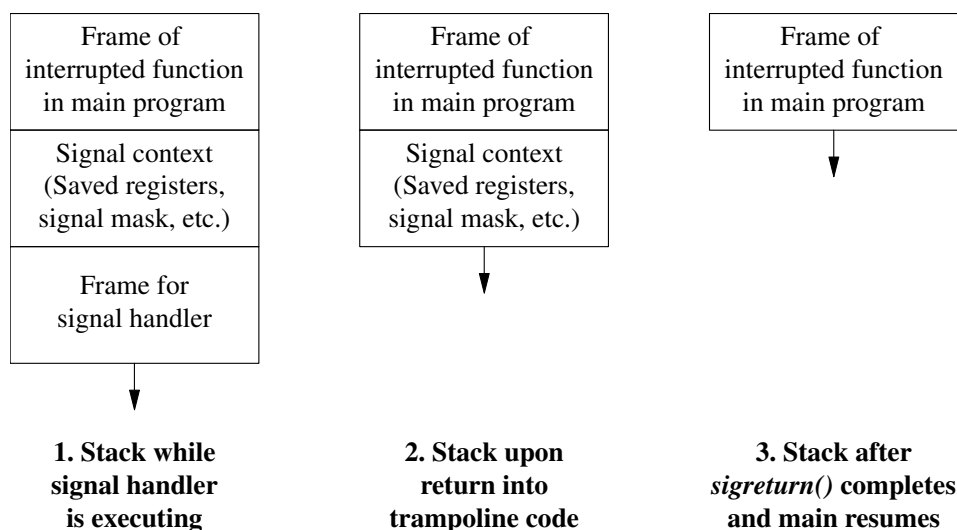 Frame of
interrupted function
in main program
Signal context
(Saved registers,
signal mask, etc.)
Frame for
signal handler
1. Stack while
signal handler
is executing
Frame of
interrupted function
in main program
Signal context
(Saved registers,
signal mask, etc.)
2. Stack upon
return into
trampoline code
Frame of
interrupted function
in main program
3. Stack after
sigreturn() completes
and main resumes